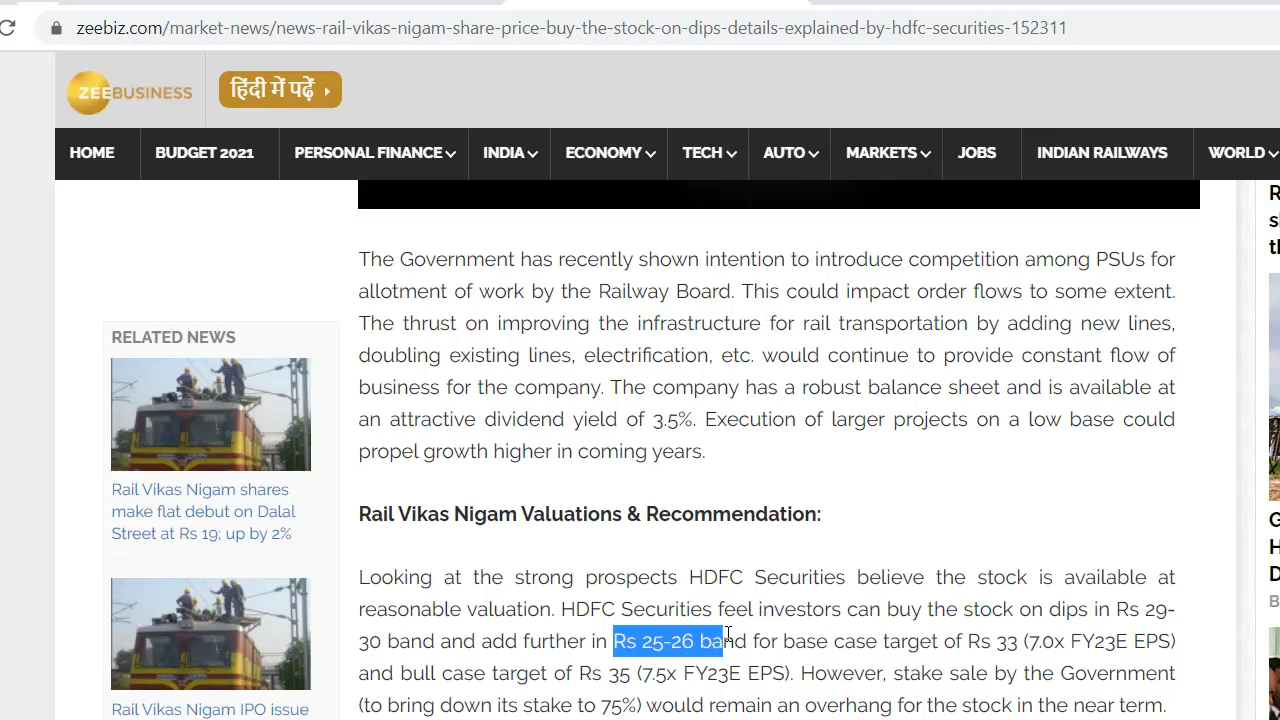 zeebiz.com/market-news/news-rail-vikas-nigam-share-price-buy-the-stock-on-dips-details-explained-by-hdfc-securities-152311
ZEEBUSINESS
हिंदी में पढ़ें
HOME BUDGET 2021 PERSONAL FINANCE INDIA ECONOMY TECH AUTO MARKETS JOBS INDIAN RAILWAYS WORLD
The Government has recently shown intention to introduce competition among PSUs for
allotment of work by the Railway Board. This could impact order flows to some extent.
The thrust on improving the infrastructure for rail transportation by adding new lines,
doubling existing lines, electrification, etc. would continue to provide constant flow of
business for the company. The company has a robust balance sheet and is available at
an attractive dividend yield of 3.5%. Execution of larger projects on a low base could
propel growth higher in coming years.
Rail Vikas Nigam Valuations & Recommendation:
Looking at the strong prospects HDFC Securities believe the stock is available at
reasonable valuation. HDFC Securities feel investors can buy the stock on dips in Rs 29-
30 band and add further in Rs 25-26 band for base case target of Rs 33 (7.0x FY23E EPS)
and bull case target of Rs 35 (7.5x FY23E EPS). However, stake sale by the Government
(to bring down its stake to 75%) would remain an overhang for the stock in the near term.
RELATED NEWS
Rail Vikas Nigam shares
make flat debut on Dalal
Street at Rs 19; up by 2%
Rail Vikas Nigam IPO issue